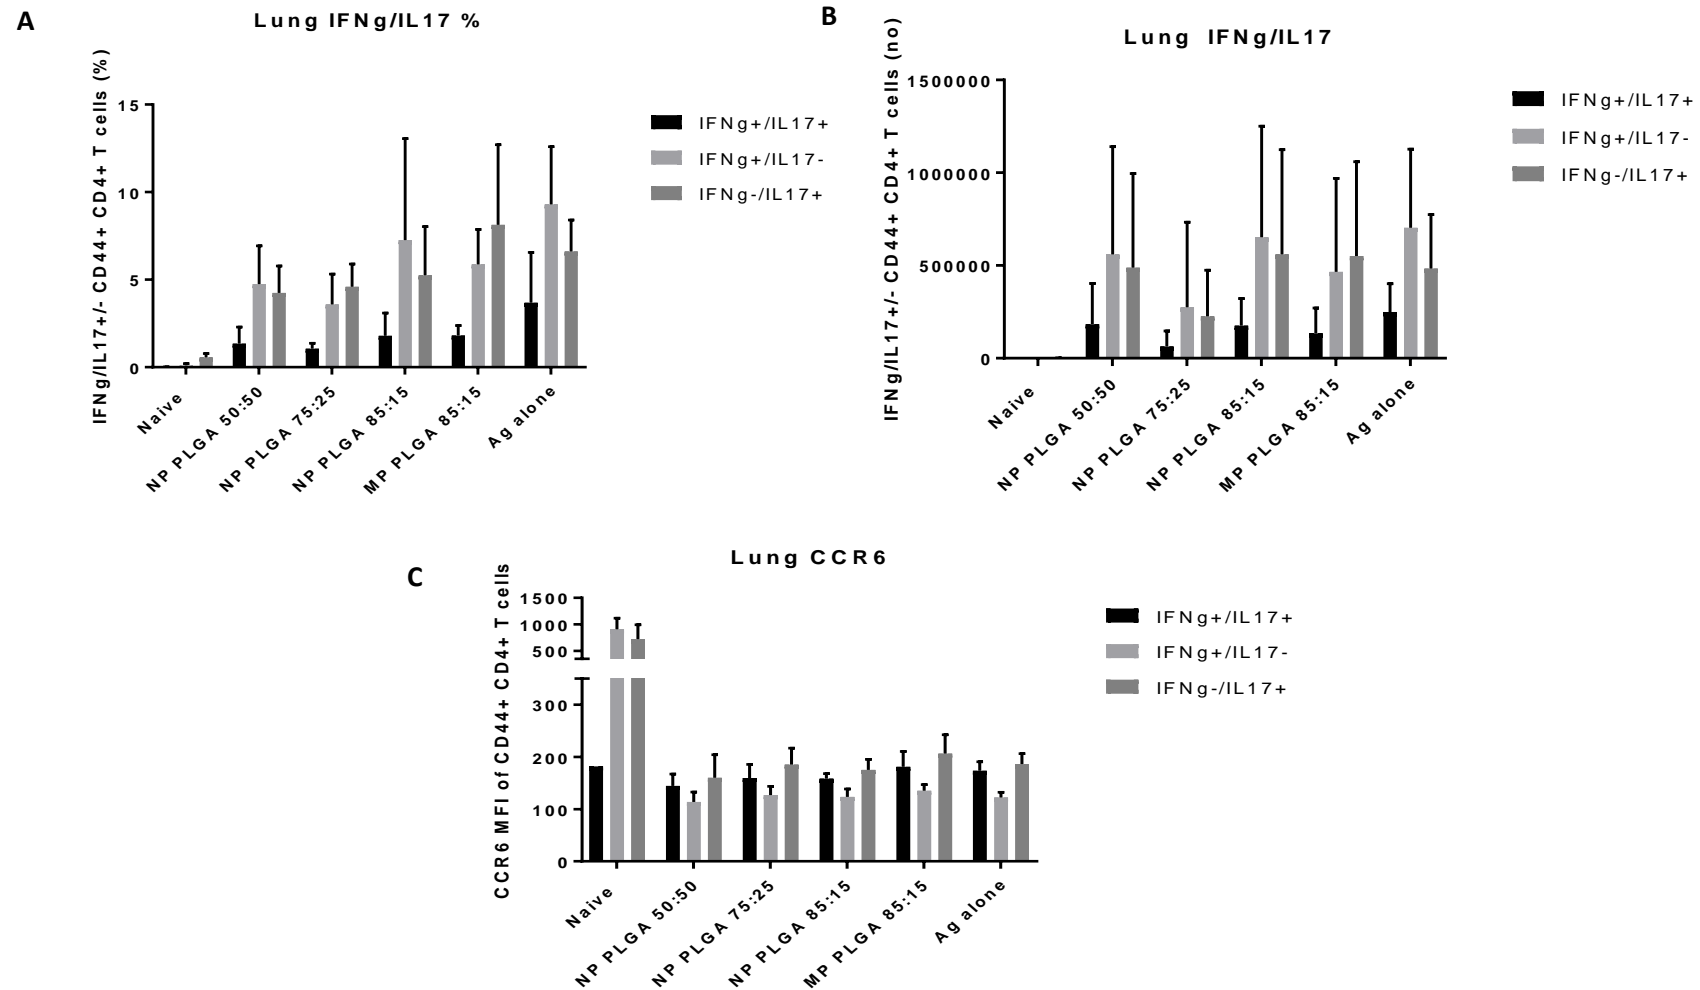 A
Lung IFNg/IL17 %
IFNg/IL17+/- CD44+ CD4+ T cells (%)
15
10
5
0
Naive
NP PLGA 50:50
NP PLGA 75:25
NP PLGA 85:15
MP PLGA 85:15
Ag alone
IFNg+/IL17+
IFNg+/IL17-
IFNg-/IL17+
B
Lung IFNg/IL17
IFNg/IL17+/- CD44+ CD4+ T cells (no)
1500000
1000000
500000
0
Naive
NP PLGA 50:50
NP PLGA 75:25
NP PLGA 85:15
MP PLGA 85:15
Ag alone
IFNg+/IL17+
IFNg+/IL17-
IFNg-/IL17+
C
Lung CCR6
CCR6 MFI of CD44+ CD4+ T cells
1500
1000
500
300
200
100
0
Naive
NP PLGA 50:50
NP PLGA 75:25
NP PLGA 85:15
MP PLGA 85:15
Ag alone
IFNg+/IL17+
IFNg+/IL17-
IFNg-/IL17+